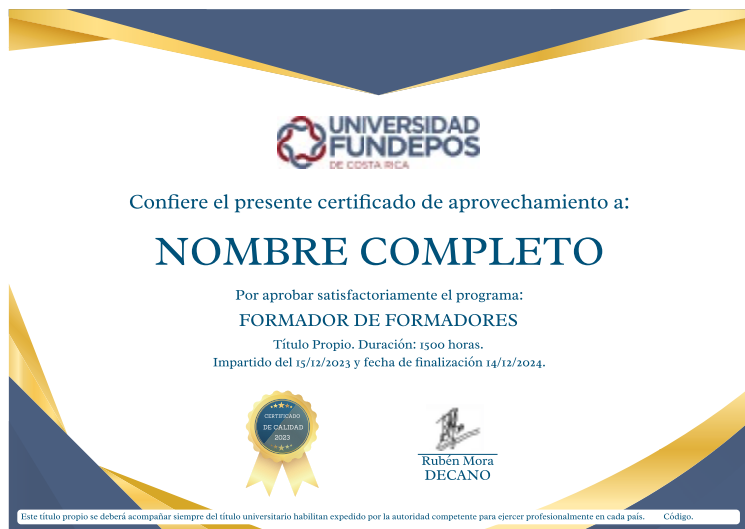 UNIVERSIDAD
FUNDEPOS
DE COSTA RICA
Confiere el presente certificado de aprovechamiento a:
NOMBRE COMPLETO
Por aprobar satisfactoriamente el programa:
FORMADOR DE FORMADORES
Título Propio. Duración: 1500 horas.
Impartido del 15/12/2023 y fecha de finalización 14/12/2024.
CERTIFICADO
DE CALIDAD
2023
Rubén Mora
DECANO
Este título propio se deberá acompañar siempre del título universitario habilitan expedido por la autoridad competente para ejercer profesionalmente en cada país. Código.